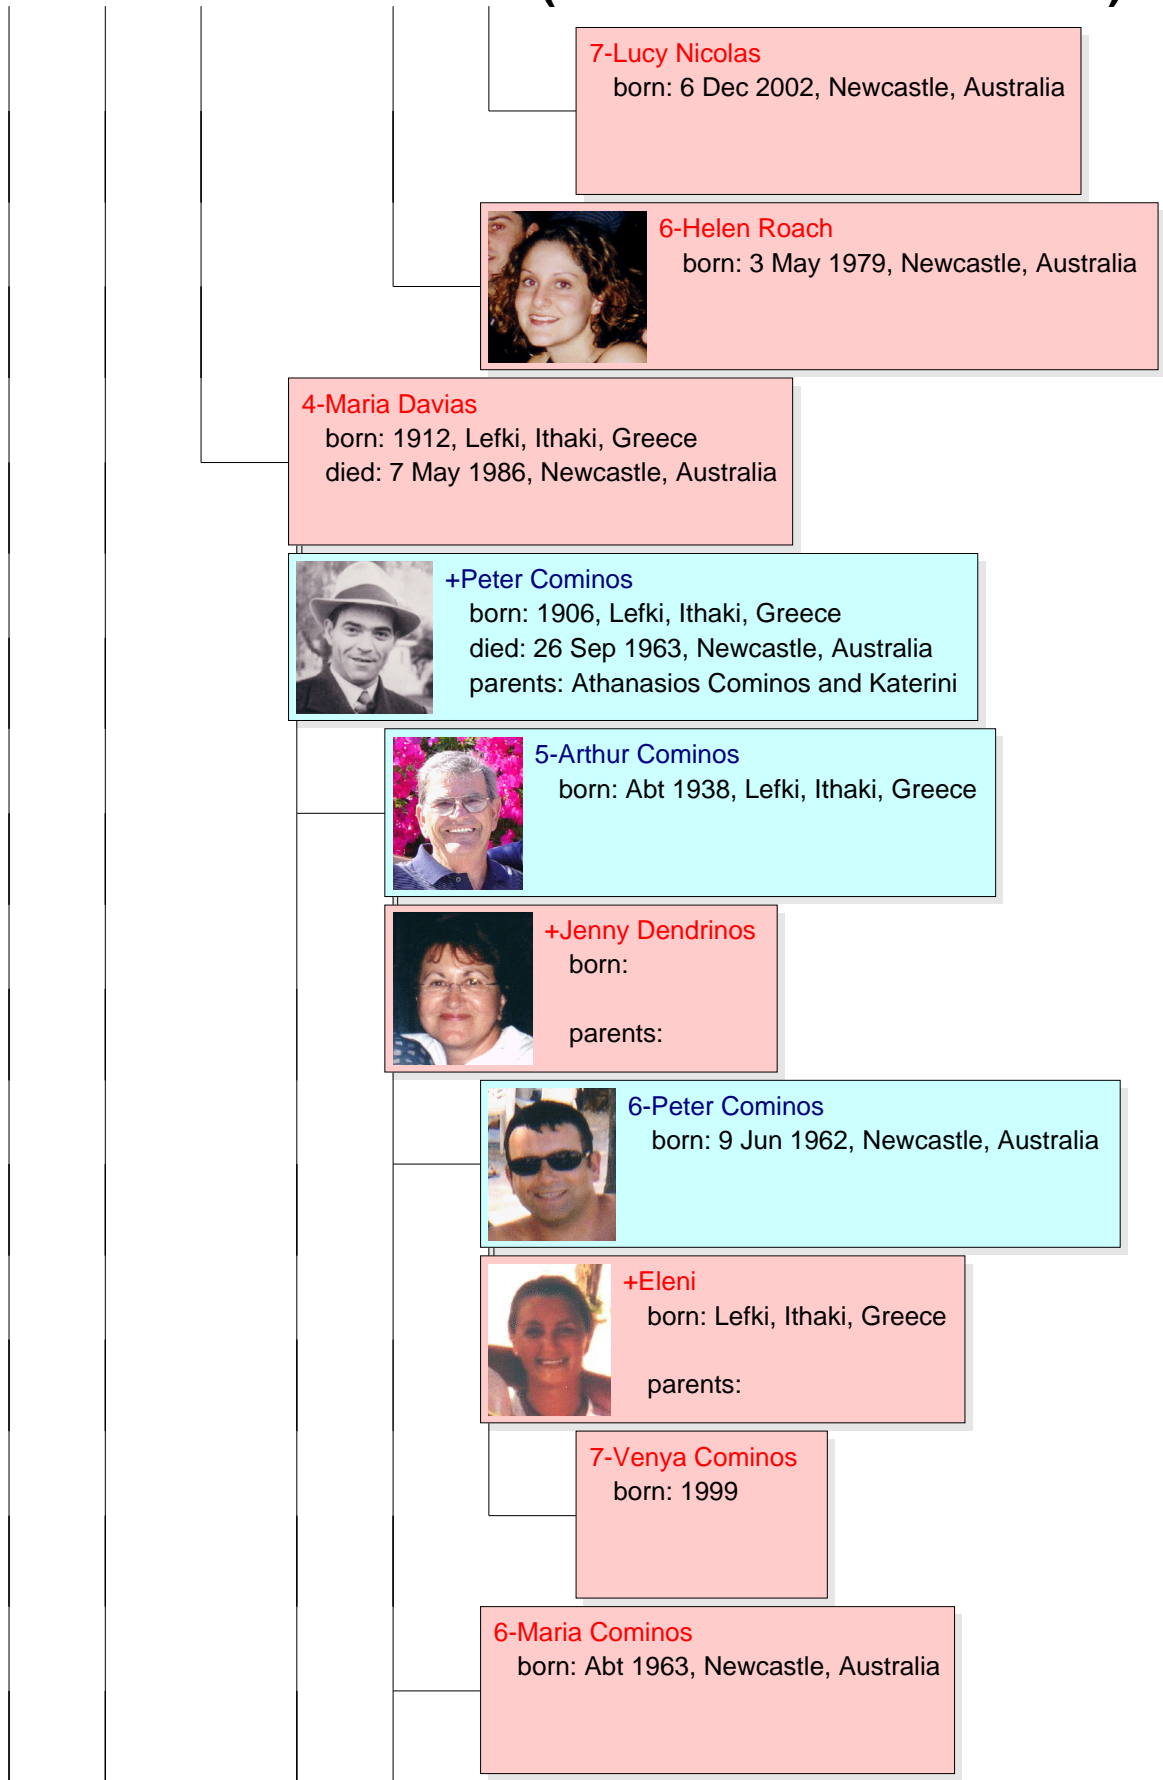 7-Lucy Nicolas
born: 6 Dec 2002, Newcastle, Australia
6-Helen Roach
born: 3 May 1979, Newcastle, Australia
4-Maria Davias
born: 1912, Lefki, Ithaki, Greece
died: 7 May 1986, Newcastle, Australia
+Peter Cominos
born: 1906, Lefki, Ithaki, Greece
died: 26 Sep 1963, Newcastle, Australia
parents: Athanasios Cominos and Katerini
5-Arthur Cominos
born: Abt 1938, Lefki, Ithaki, Greece
+Jenny Dendrinos
born:
parents:
6-Peter Cominos
born: 9 Jun 1962, Newcastle, Australia
+Eleni
born: Lefki, Ithaki, Greece
parents:
7-Venya Cominos
born: 1999
6-Maria Cominos
born: Abt 1963, Newcastle, Australia